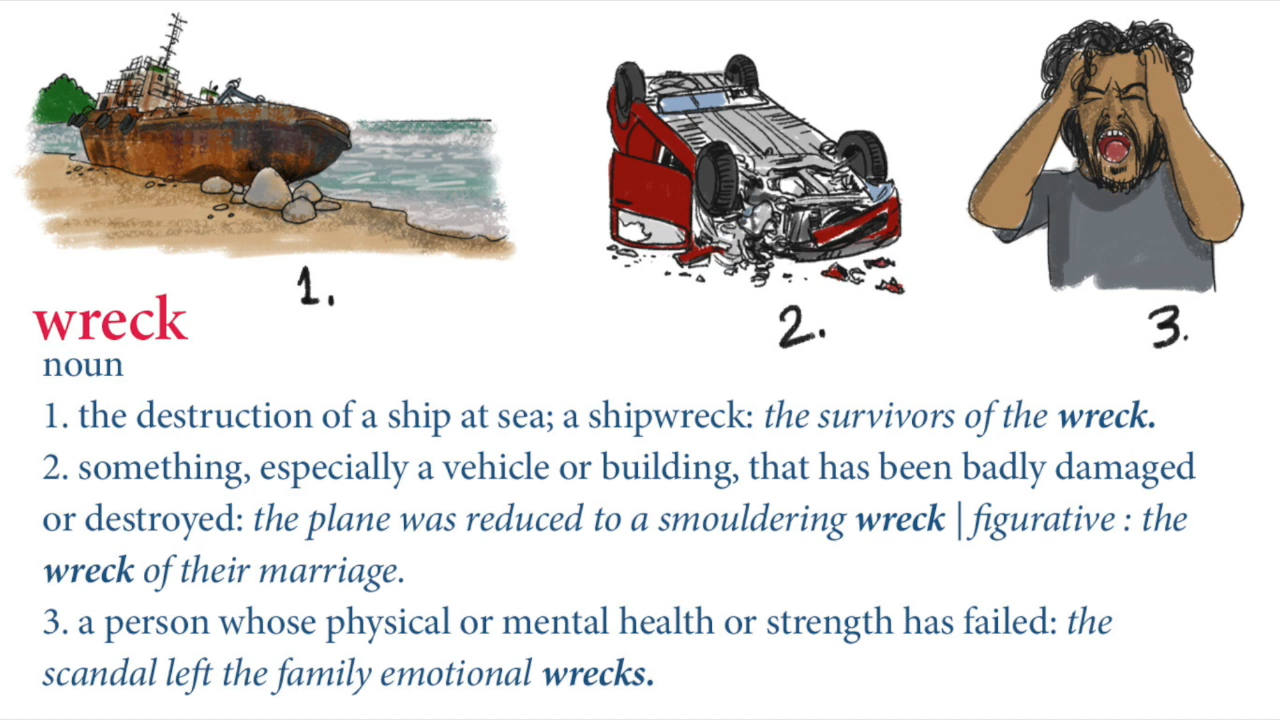 1.
2.
3.
wreck
noun
1. the destruction of a ship at sea; a shipwreck: the survivors of the wreck.
2. something, especially a vehicle or building, that has been badly damaged
or destroyed: the plane was reduced to a smouldering wreck | figurative : the
wreck of their marriage.
3. a person whose physical or mental health or strength has failed: the
scandal left the family emotional wrecks.